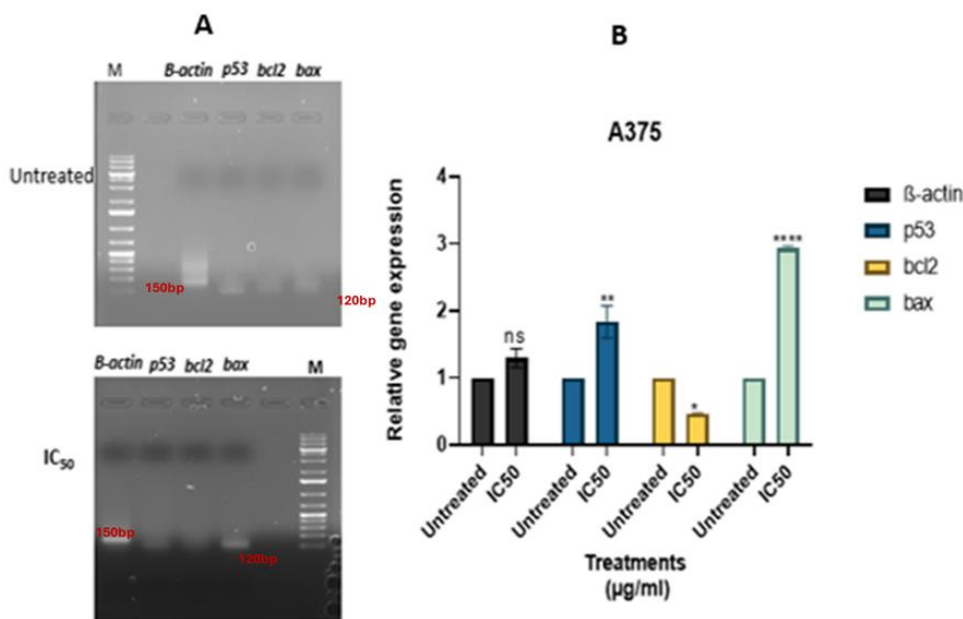 A
M B-actin p53 bcl2 bax
Untreated
150bp
120bp
B-actin p53 bcl2 bax M
IC50
150bp
120bp
B
A375
Relative gene expression
4
3
2
1
0
ns
**
*
****
Untreated
IC50
Untreated
IC50
Untreated
IC50
Untreated
IC50
Treatments
(µg/ml)
ß-actin
p53
bcl2
bax